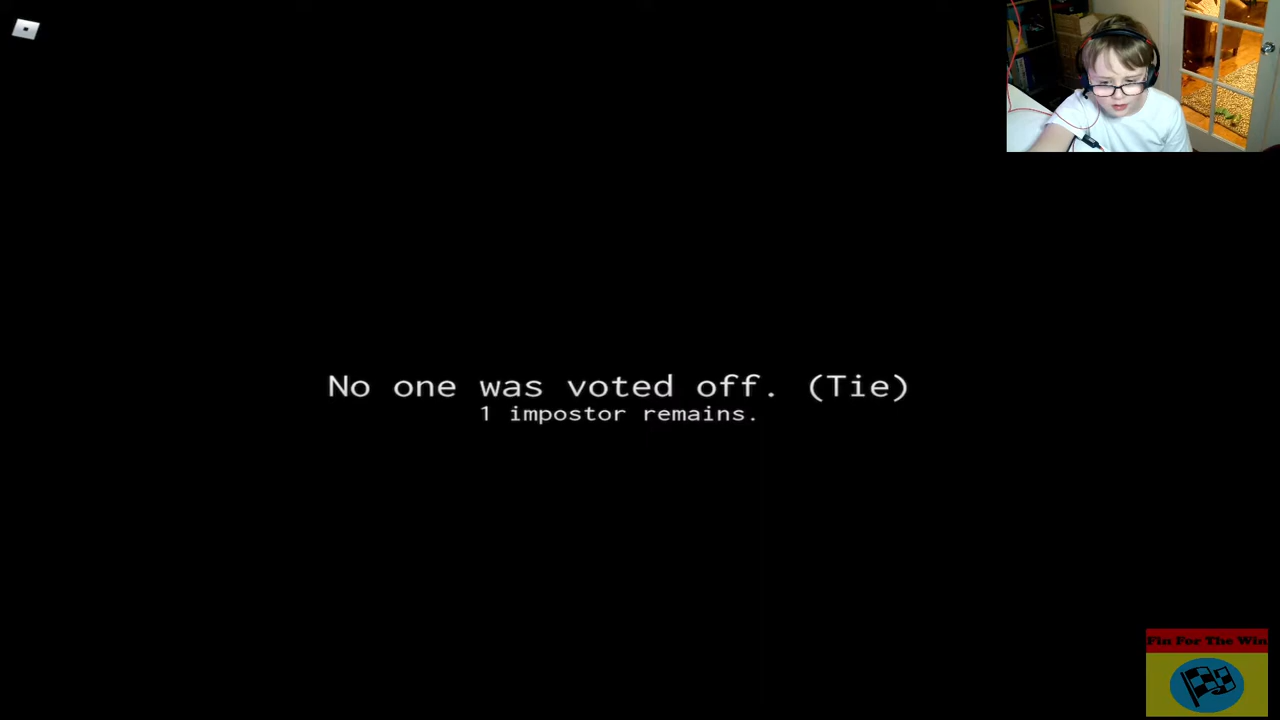 No one was voted off. (Tie)
1 impostor remains.
Fin For The Win